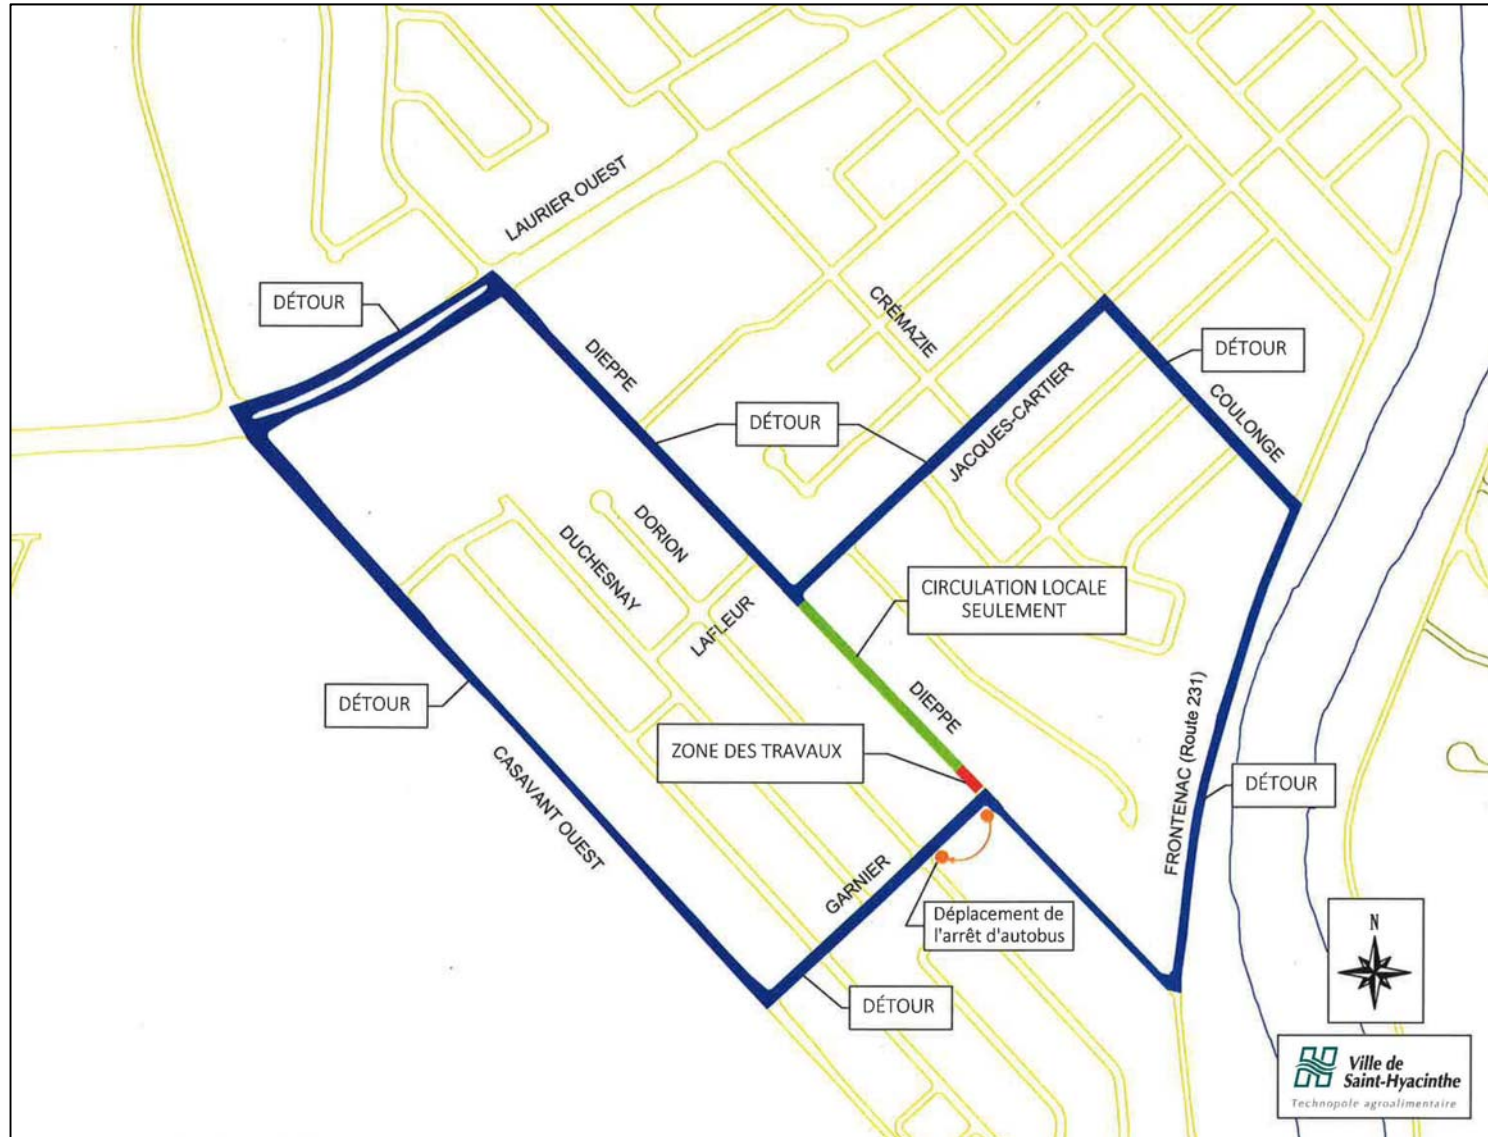 LAURIER OUEST
DÉTOUR
DIEPPE
CRÉMAZIE
DÉTOUR
COULONGE
DÉTOUR
JACQUES-CARTIER
DORION
DUCHESNAY
LAFLEUR
CIRCULATION LOCALE
SEULEMENT
DÉTOUR
DIEPPE
ZONE DES TRAVAUX
CASAVANT OUEST
FRONTENAC (Route 231)
DÉTOUR
GARNIER
Déplacement de
l'arrêt d'autobus
DÉTOUR
N
Ville de
Saint-Hyacinthe
Technopole agroalimentaire